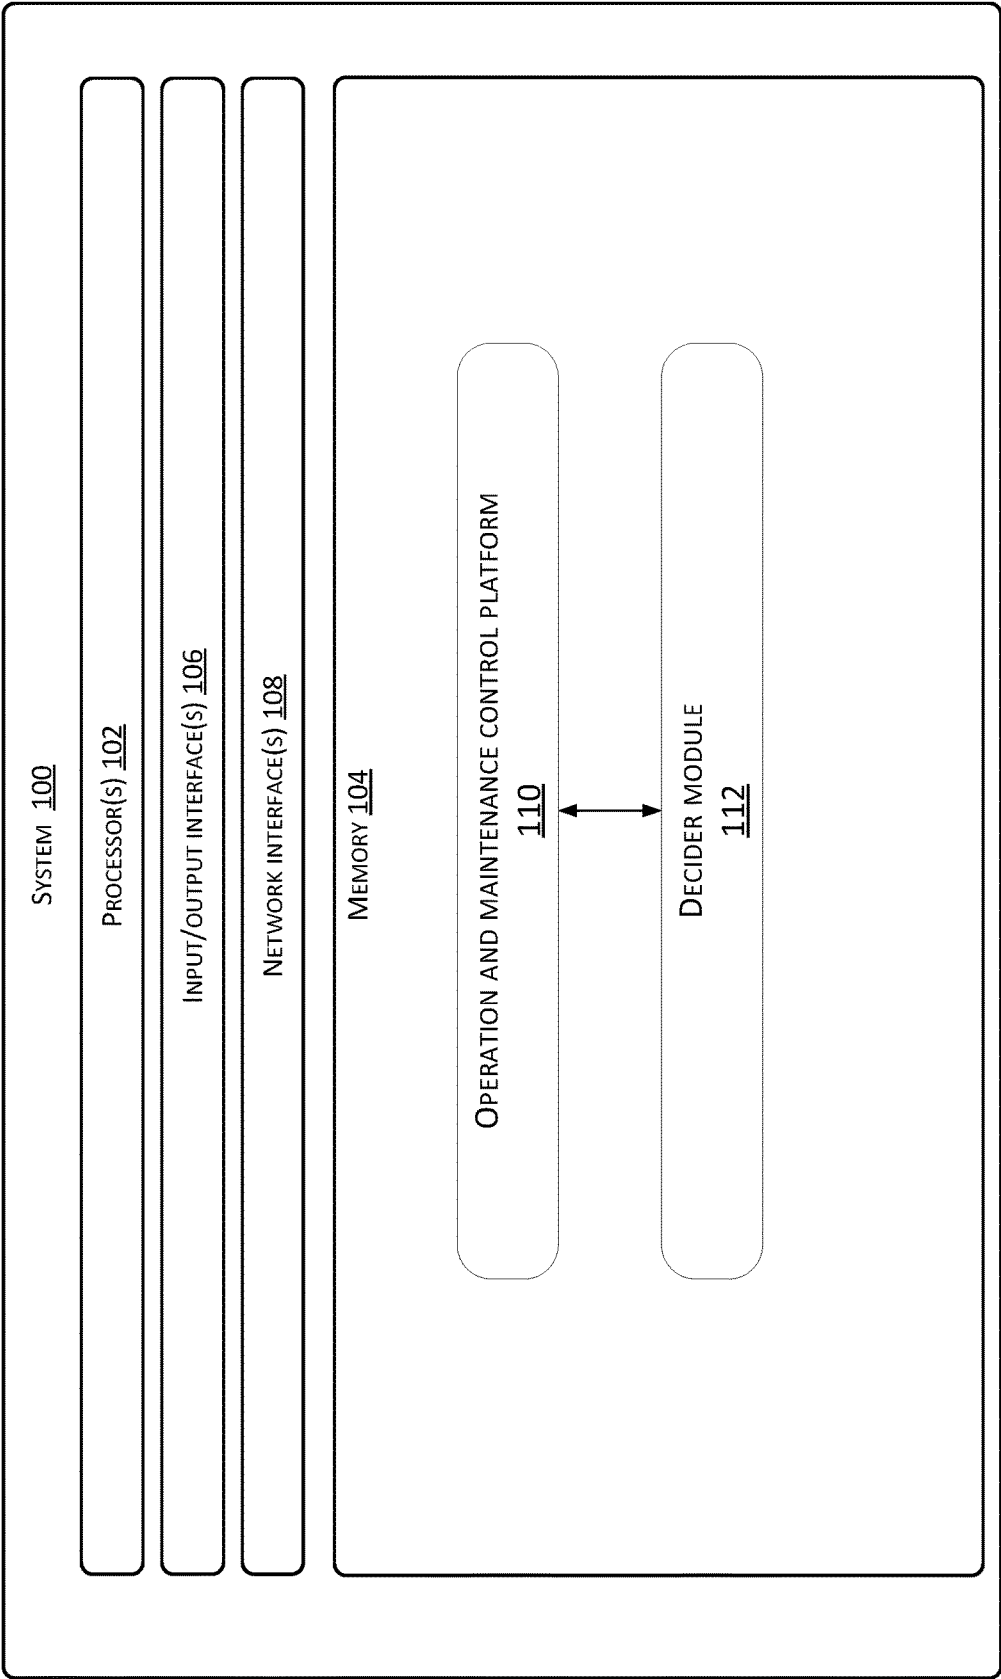 SYSTEM 100
PROCESSOR(S) 102
INPUT/OUTPUT INTERFACE(S) 106
NETWORK INTERFACE(S) 108
MEMORY 104
OPERATION AND MAINTENANCE CONTROL PLATFORM
110
DECIDER MODULE
112